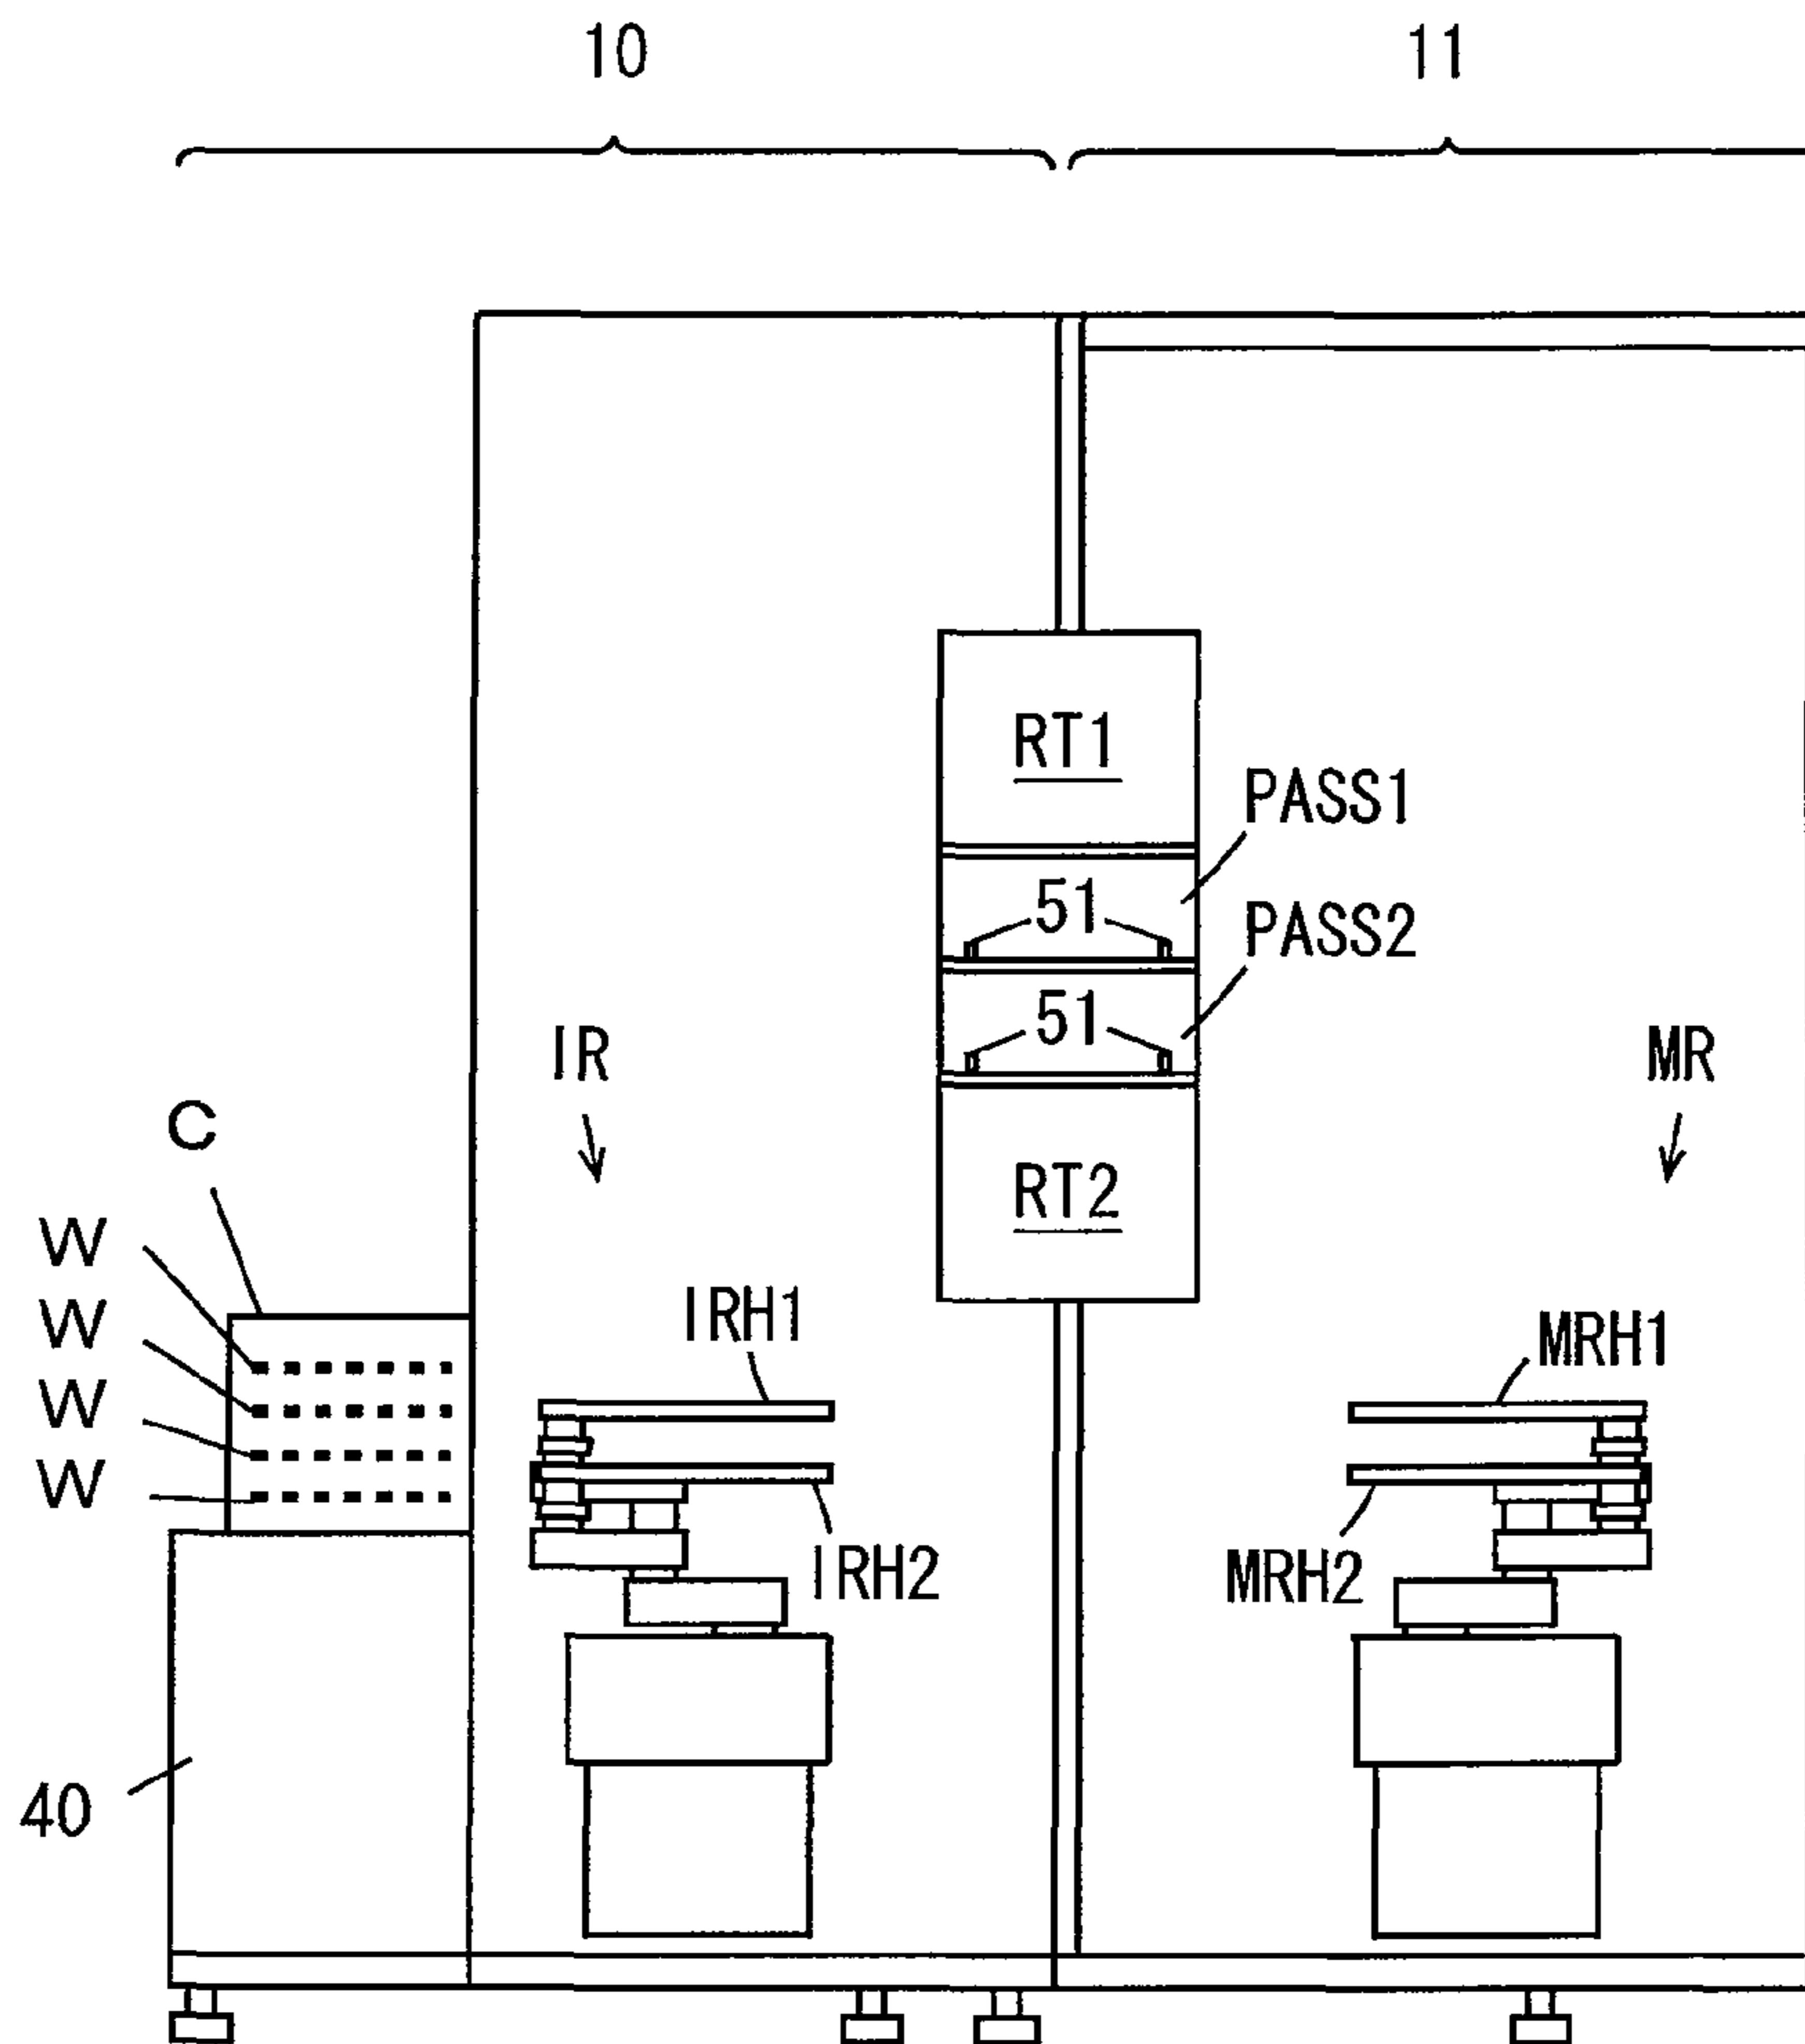 10 11
RT1
PASS1
51
PASS2
51
IR MR
C
RT2
W
IRH1
W MRH1
W
W
IRH2 MRH2
40